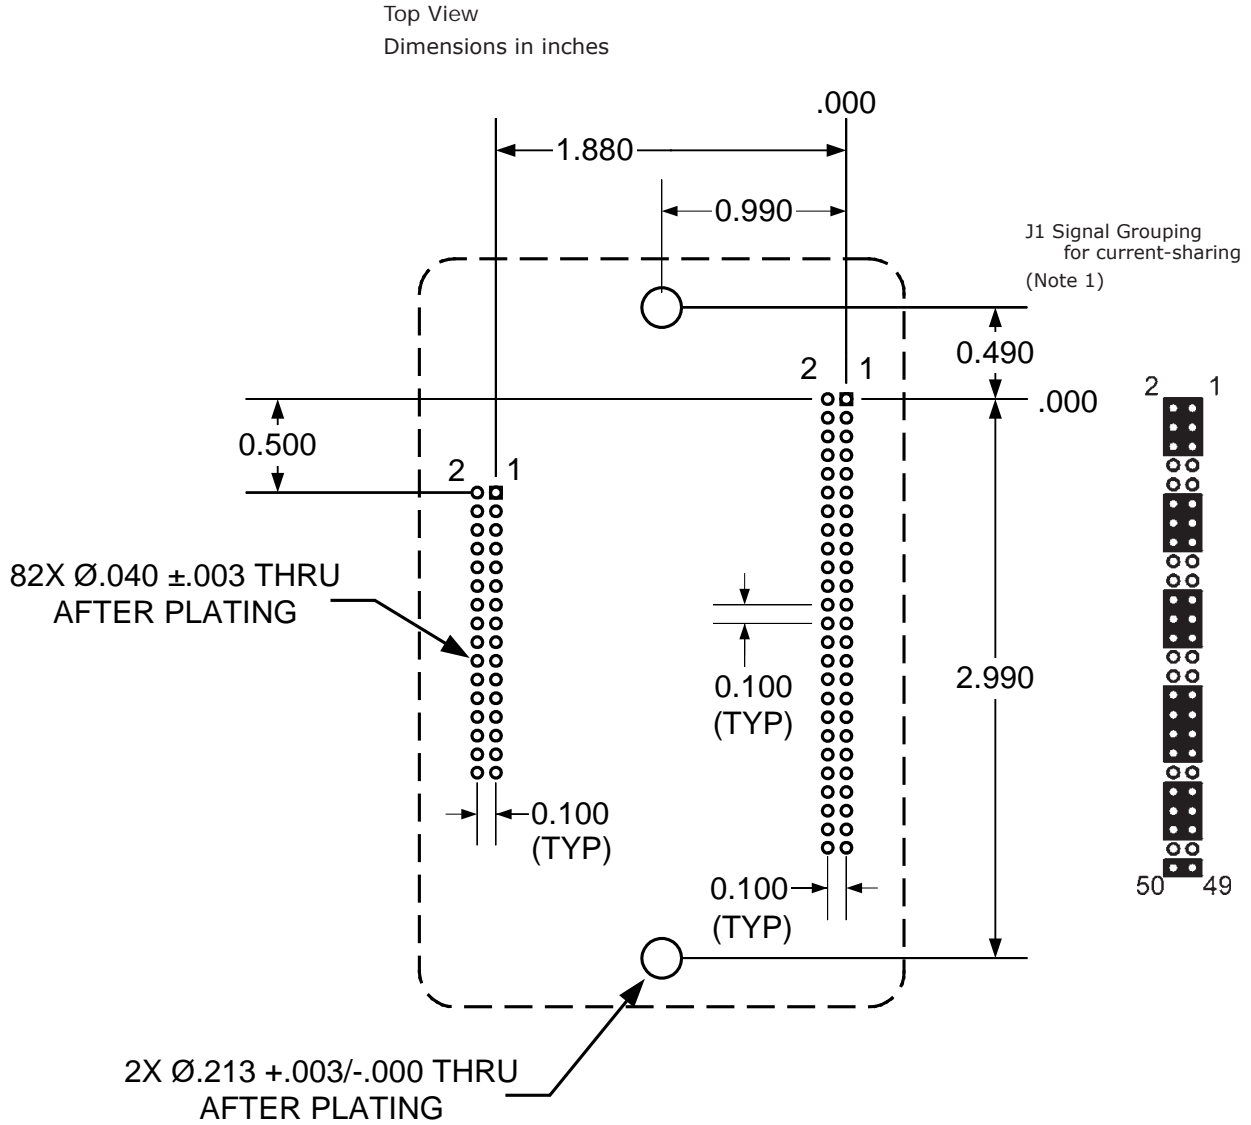 Top View
Dimensions in inches
.000
1.880
0.990
J1 Signal Grouping
for current-sharing
(Note 1)
0.490
2 1
.000
2 1
0.500
2 1
82X Ø.040 ±.003 THRU
AFTER PLATING
0.100
(TYP)
2.990
0.100
(TYP)
0.100
(TYP)
50 49
2X Ø.213 +.003/-.000 THRU
AFTER PLATING